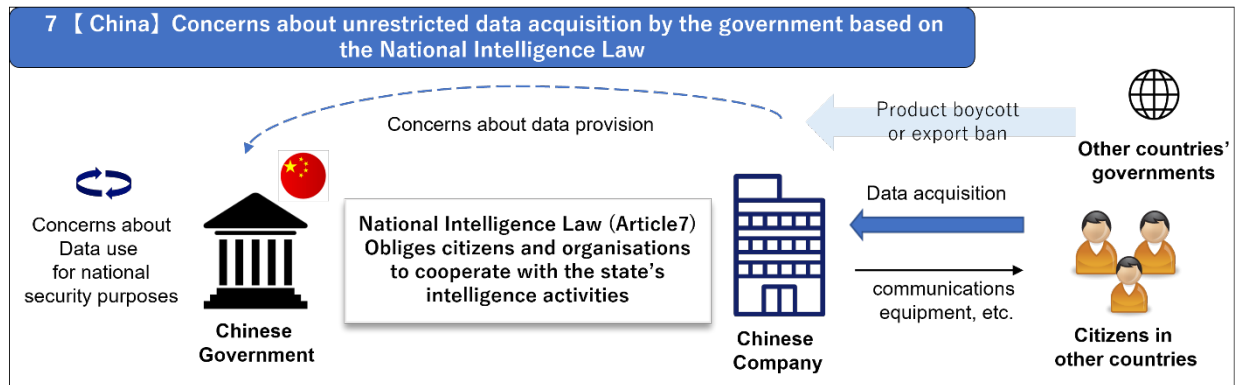 7 【 China】Concerns about unrestricted data acquisition by the government based on
the National Intelligence Law
Concerns about data provision
Product boycott
or export ban
Other countries’
governments
Concerns about
Data use
for national
security purposes
Chinese
Government
National Intelligence Law (Article7)
Obliges citizens and organisations
to cooperate with the state’s
intelligence activities
Chinese
Company
Data acquisition
communications
equipment, etc.
Citizens in
other countries